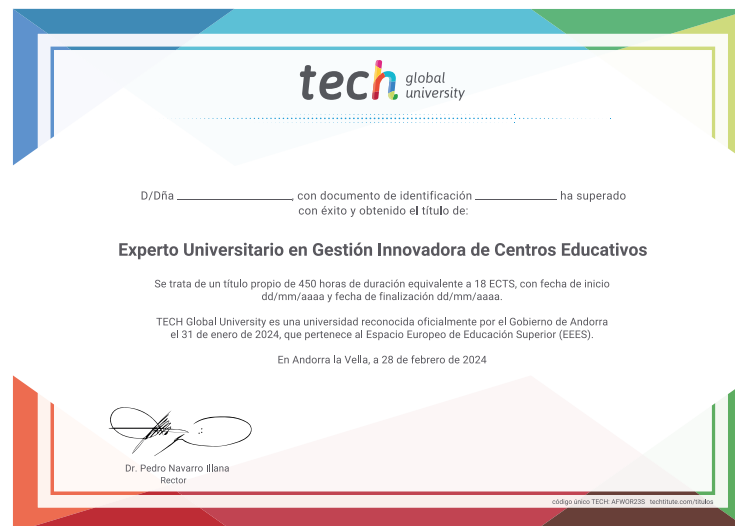 tech global university
D/Dña ____________________, con documento de identificación ______________ ha superado
con éxito y obtenido el título de:
Experto Universitario en Gestión Innovadora de Centros Educativos
Se trata de un título propio de 450 horas de duración equivalente a 18 ECTS, con fecha de inicio
dd/mm/aaaa y fecha de finalización dd/mm/aaaa.
TECH Global University es una universidad reconocida oficialmente por el Gobierno de Andorra
el 31 de enero de 2024, que pertenece al Espacio Europeo de Educación Superior (EEES).
En Andorra la Vella, a 28 de febrero de 2024
Dr. Pedro Navarro Illana
Rector
código único TECH: AFWOR23S techtitute.com/titulos